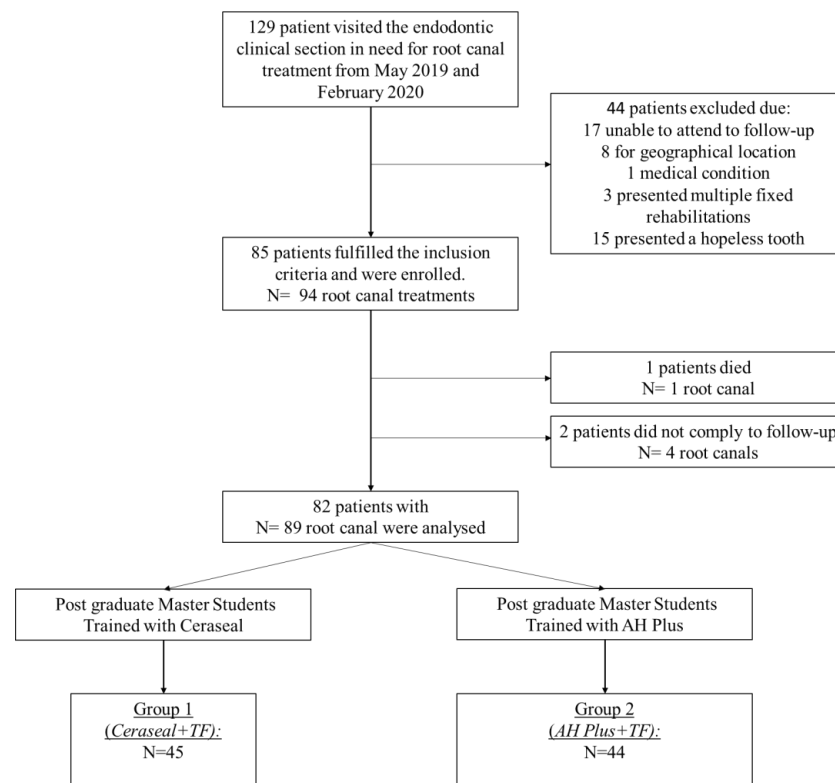 129 patient visited the endodontic
clinical section in need for root canal
treatment from May 2019 and
February 2020
44 patients excluded due:
17 unable to attend to follow-up
8 for geographical location
1 medical condition
3 presented multiple fixed
rehabilitations
15 presented a hopeless tooth
85 patients fulfilled the inclusion
criteria and were enrolled.
N= 94 root canal treatments
1 patients died
N= 1 root canal
2 patients did not comply to follow-up
N= 4 root canals
82 patients with
N= 89 root canal were analysed
Post graduate Master Students
Trained with Ceraseal
Post graduate Master Students
Trained with AH Plus
Group 1
(Ceraseal+TF):
N=45
Group 2
(AH Plus+TF):
N=44